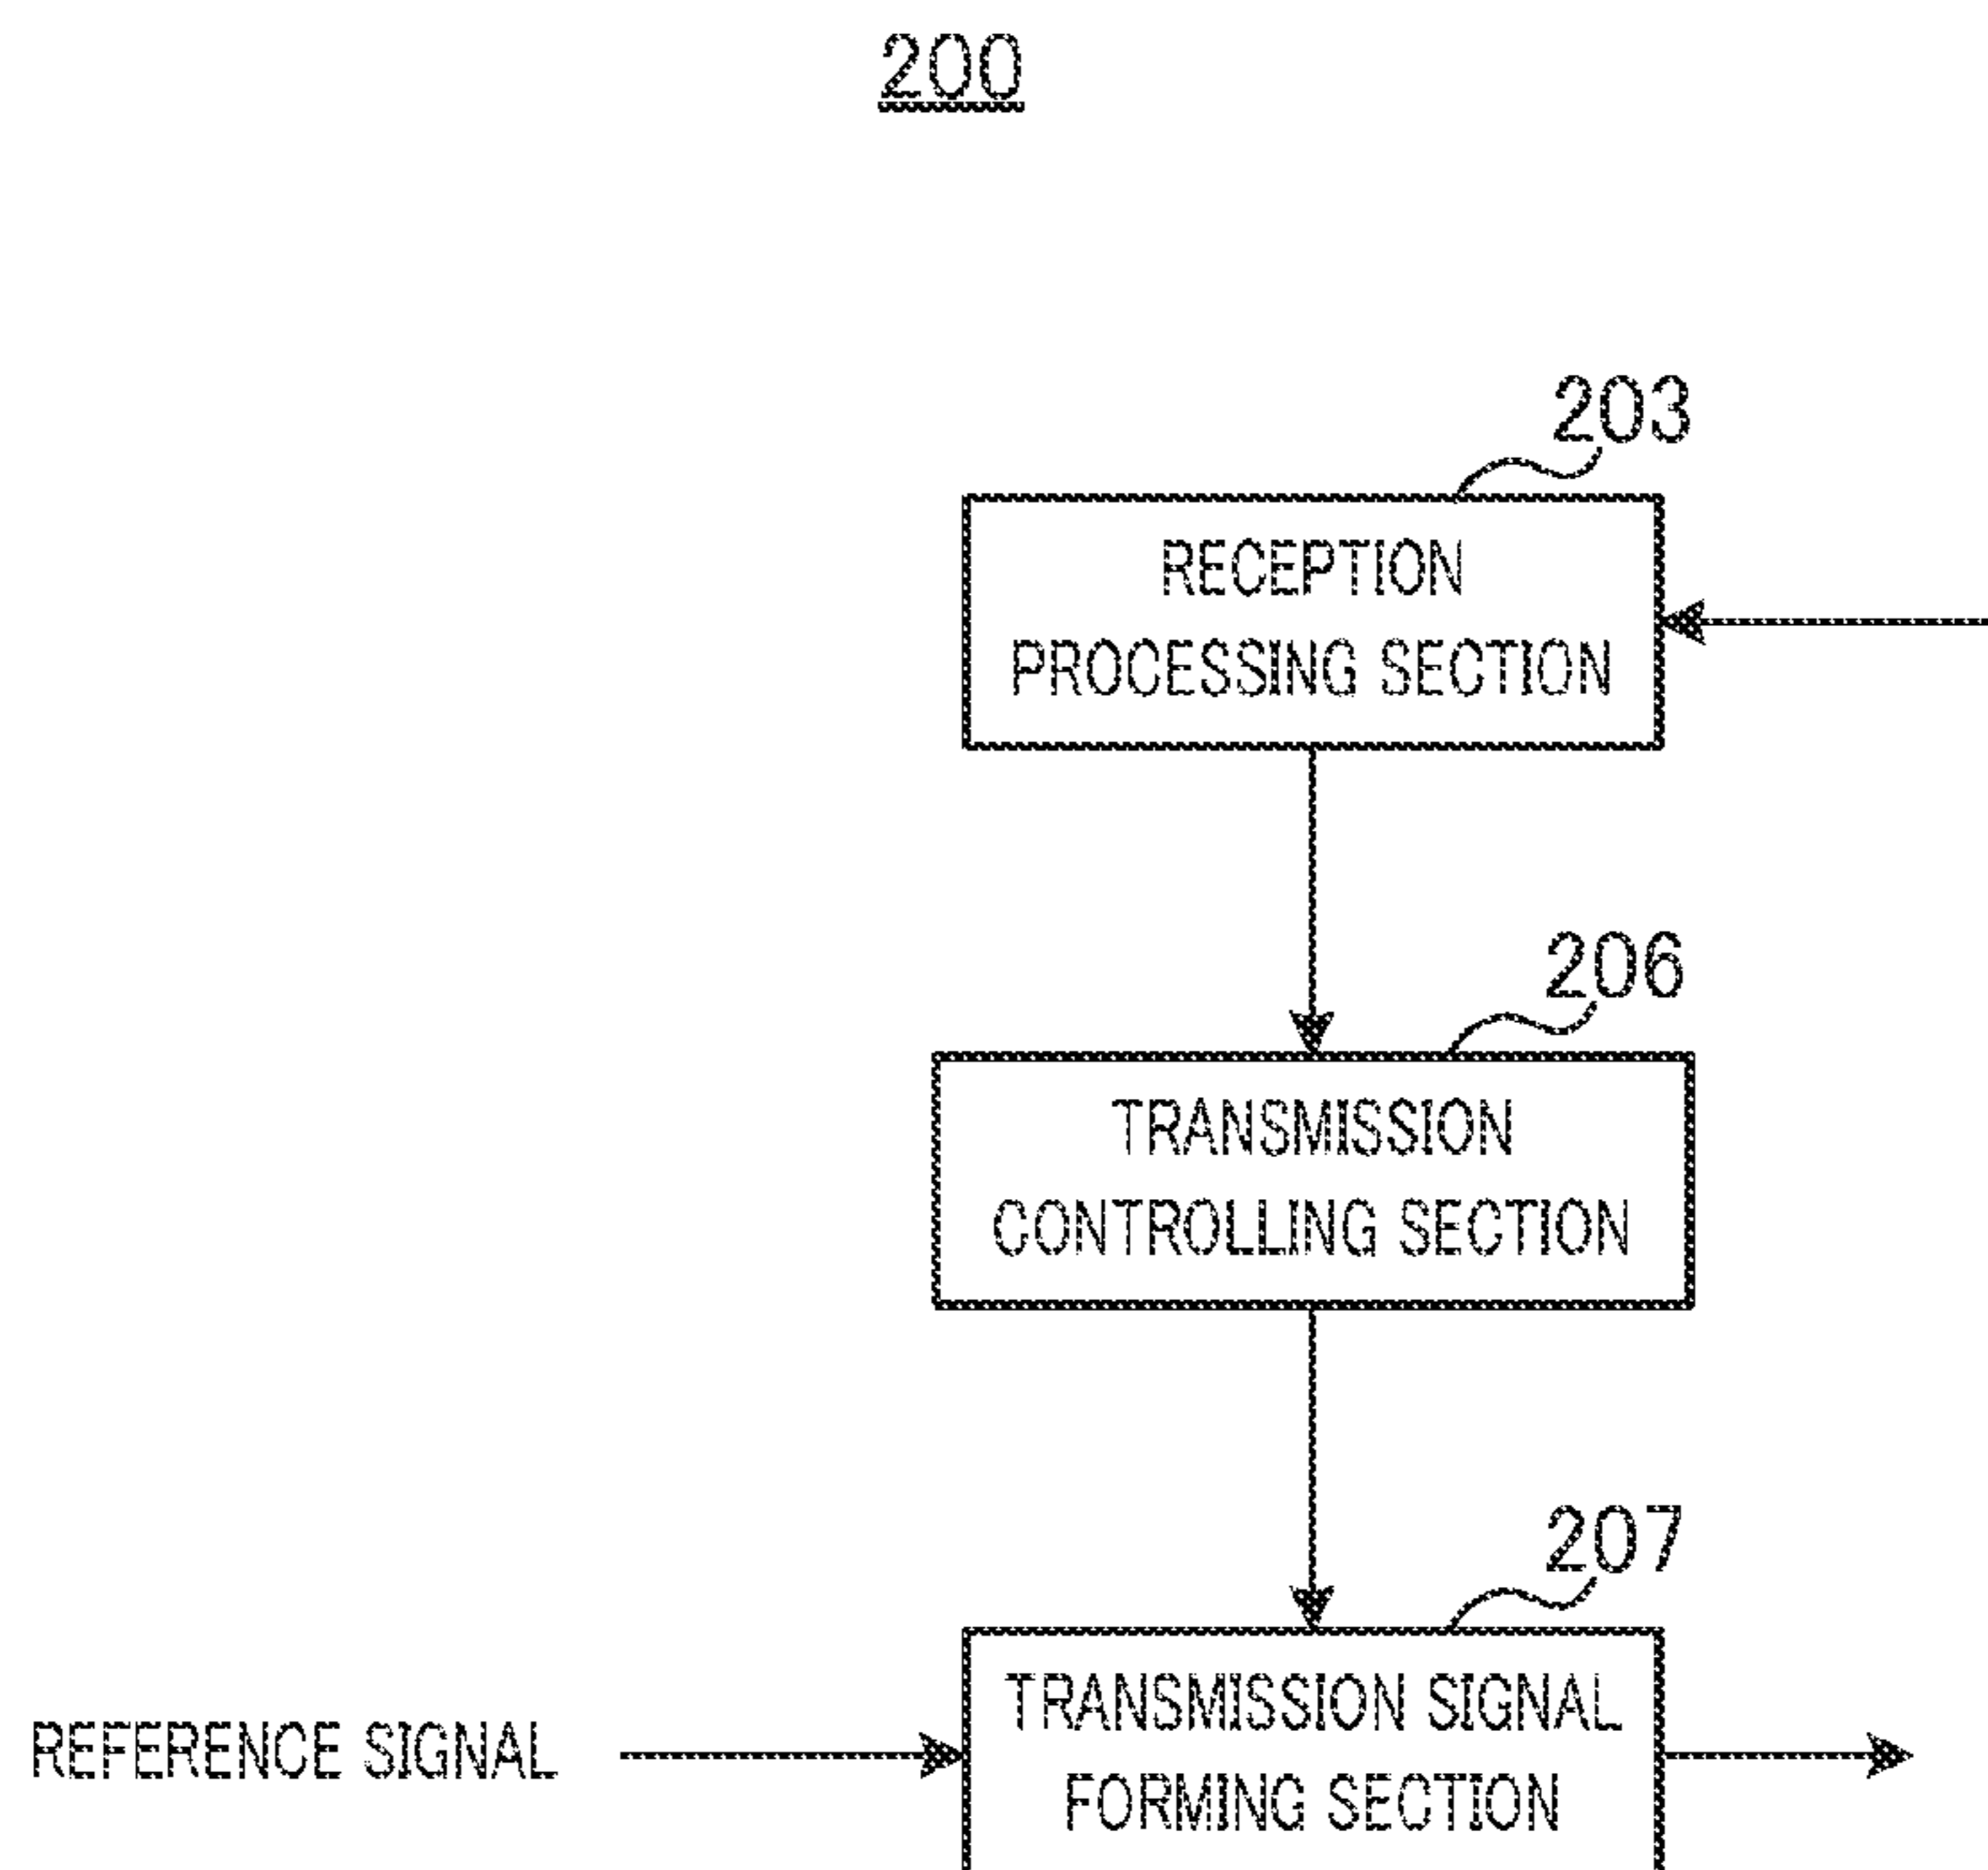 200
203
RECEPTION
PROCESSING SECTION
206
TRANSMISSION
CONTROLLING SECTION
207
TRANSMISSION SIGNAL
FORMING SECTION
REFERENCE SIGNAL